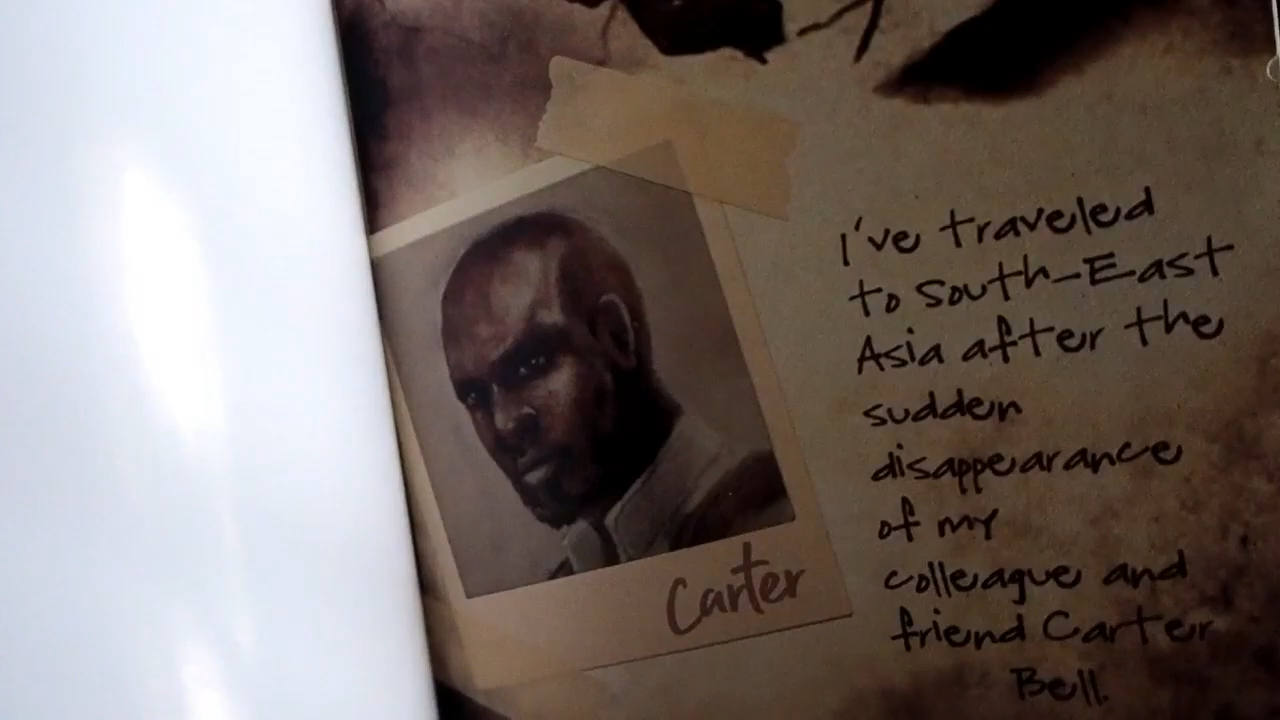 I've traveled
to South-East
Asia after the
sudden
disappearance
of my
colleague and
friend Carter
Bell.
Carter